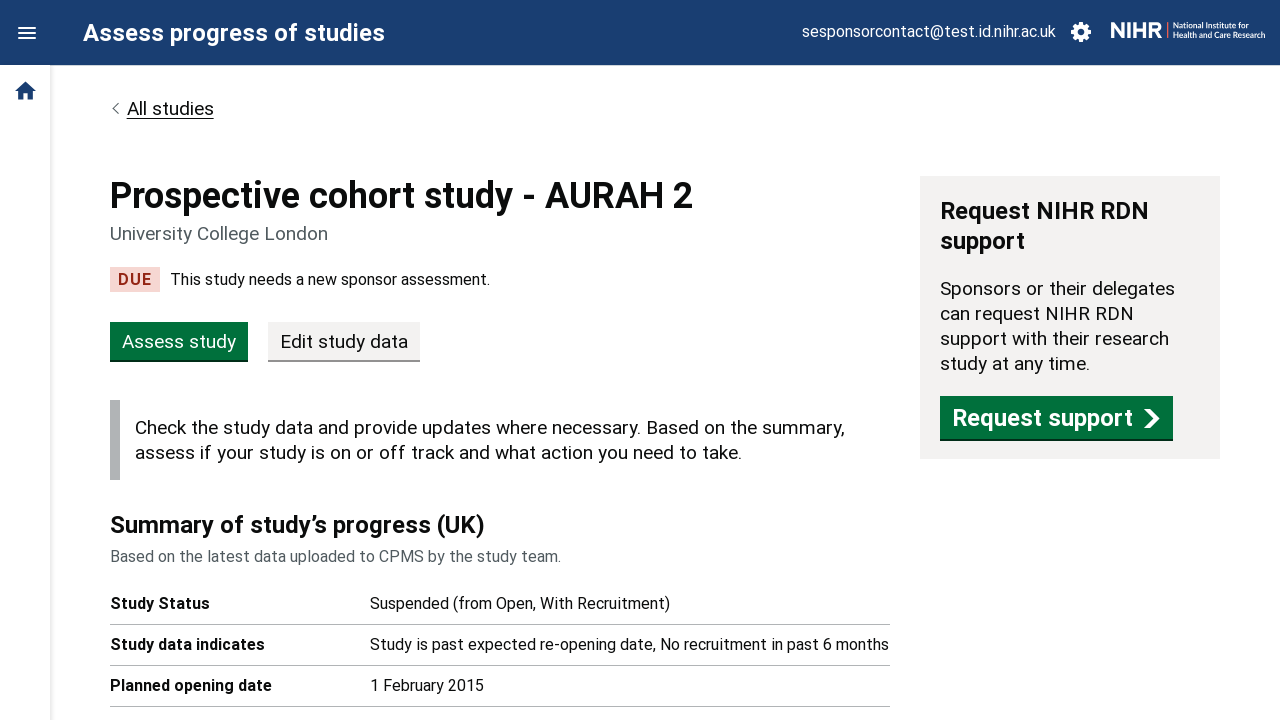 Assess progress of studies
sesponsorcontact@test.id.nihr.ac.uk
NIHR | National Institute for
Health and Care Research
All studies
Prospective cohort study - AURAH 2
University College London
DUE This study needs a new sponsor assessment.
Assess study
Edit study data
Check the study data and provide updates where necessary. Based on the summary,
assess if your study is on or off track and what action you need to take.
Summary of study’s progress (UK)
Based on the latest data uploaded to CPMS by the study team.
Study Status Suspended (from Open, With Recruitment)
Study data indicates Study is past expected re-opening date, No recruitment in past 6 months
Planned opening date 1 February 2015
Request NIHR RDN
support
Sponsors or their delegates
can request NIHR RDN
support with their research
study at any time.
Request support